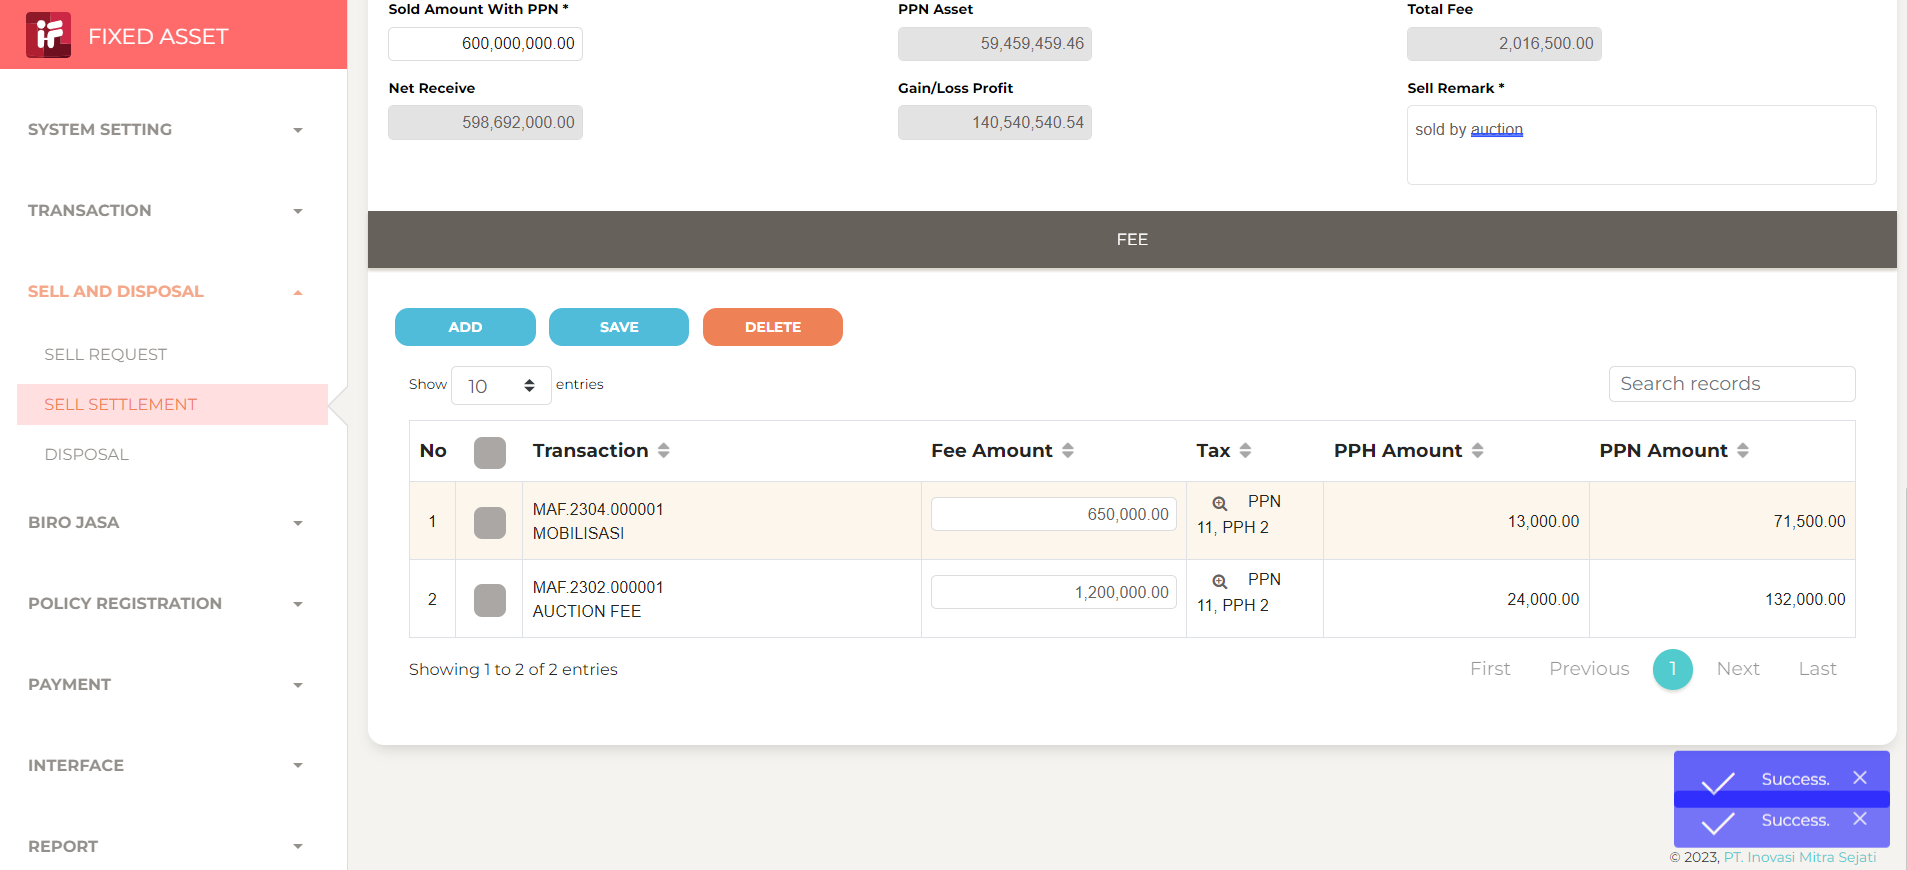 FIXED ASSET
SYSTEM SETTING
TRANSACTION
SELL AND DISPOSAL
SELL REQUEST
SELL SETTLEMENT
DISPOSAL
BIRO JASA
POLICY REGISTRATION
PAYMENT
INTERFACE
REPORT
Sold Amount With PPN *
600,000,000.00
PPN Asset
59,459,459.46
Total Fee
2,016,500.00
Net Receive
598,692,000.00
Gain/Loss Profit
140,540,540.54
Sell Remark *
sold by auction
FEE
ADD SAVE DELETE
Show 10 entries
Search records
No Transaction Fee Amount Tax PPH Amount PPN Amount
1 MAF.2304.000001 650,000.00 PPN 13,000.00 71,500.00
MOBILISASI 11, PPH 2
2 MAF.2302.000001 1,200,000.00 PPN 24,000.00 132,000.00
AUCTION FEE 11, PPH 2
Showing 1 to 2 of 2 entries
First Previous 1 Next Last
Success.
Success.
© 2023, PT. Inovasi Mitra Sejati